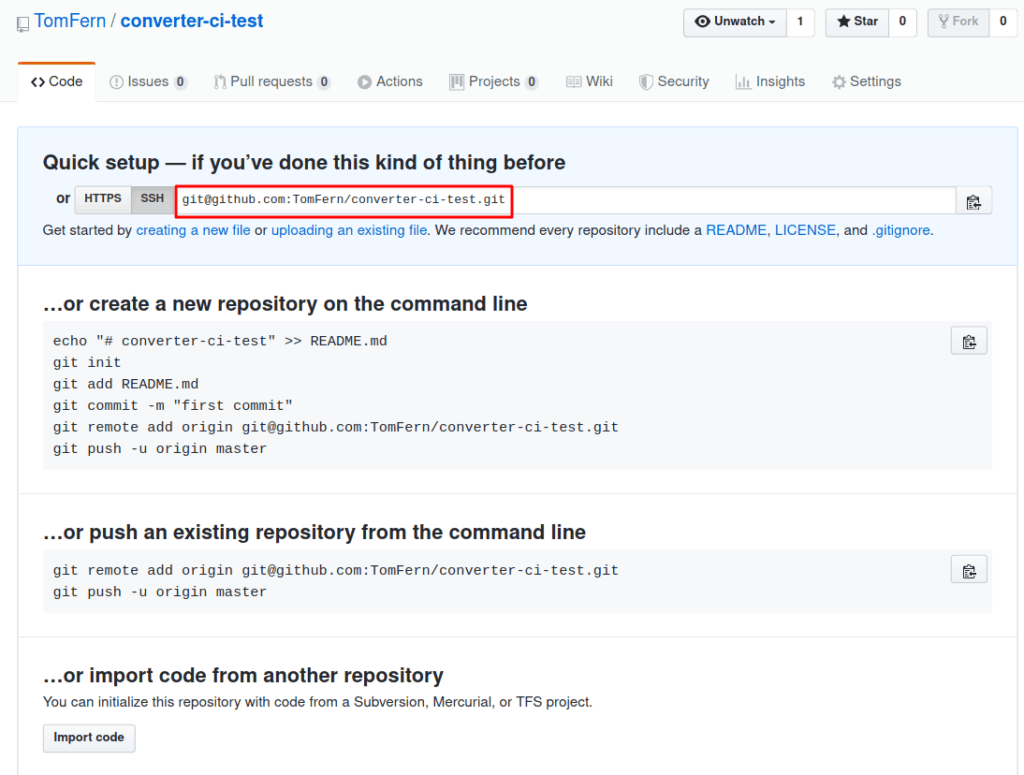 TomFern / converter-ci-test
Unwatch 1 Star 0 Fork 0
Code Issues 0 Pull requests 0 Actions Projects 0 Wiki Security Insights Settings
Quick setup — if you’ve done this kind of thing before
or HTTPS SSH git@github.com:TomFern/converter-ci-test.git
Get started by creating a new file or uploading an existing file. We recommend every repository include a README, LICENSE, and .gitignore.
…or create a new repository on the command line
echo "# converter-ci-test" >> README.md
git init
git add README.md
git commit -m "first commit"
git remote add origin git@github.com:TomFern/converter-ci-test.git
git push -u origin master
…or push an existing repository from the command line
git remote add origin git@github.com:TomFern/converter-ci-test.git
git push -u origin master
…or import code from another repository
You can initialize this repository with code from a Subversion, Mercurial, or TFS project.
Import code